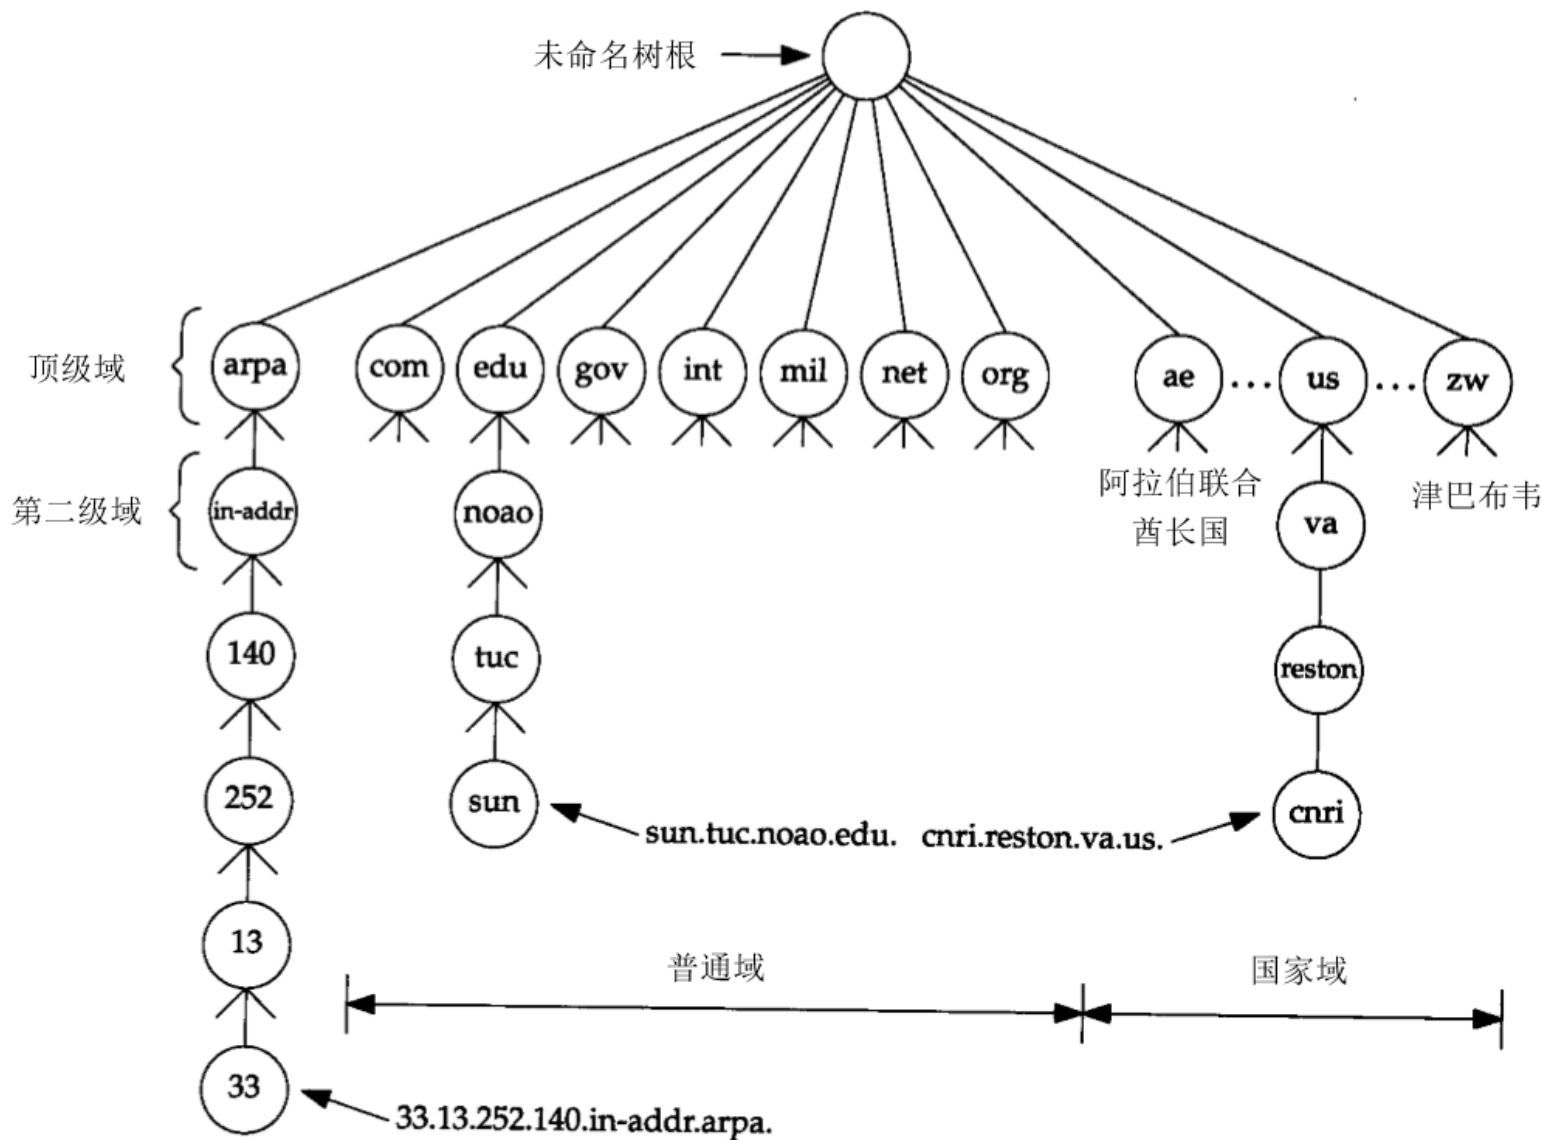 未命名树根
顶级域
arpa
com
edu
gov
int
mil
net
org
ae
...
us
...
zw
第二级域
in-addr
noao
阿拉伯联合
酋长国
va
津巴布韦
140
tuc
reston
252
sun
sun.tuc.noao.edu.
cnri.reston.va.us.
cnri
13
普通域
国家域
33
33.13.252.140.in-addr.arpa.